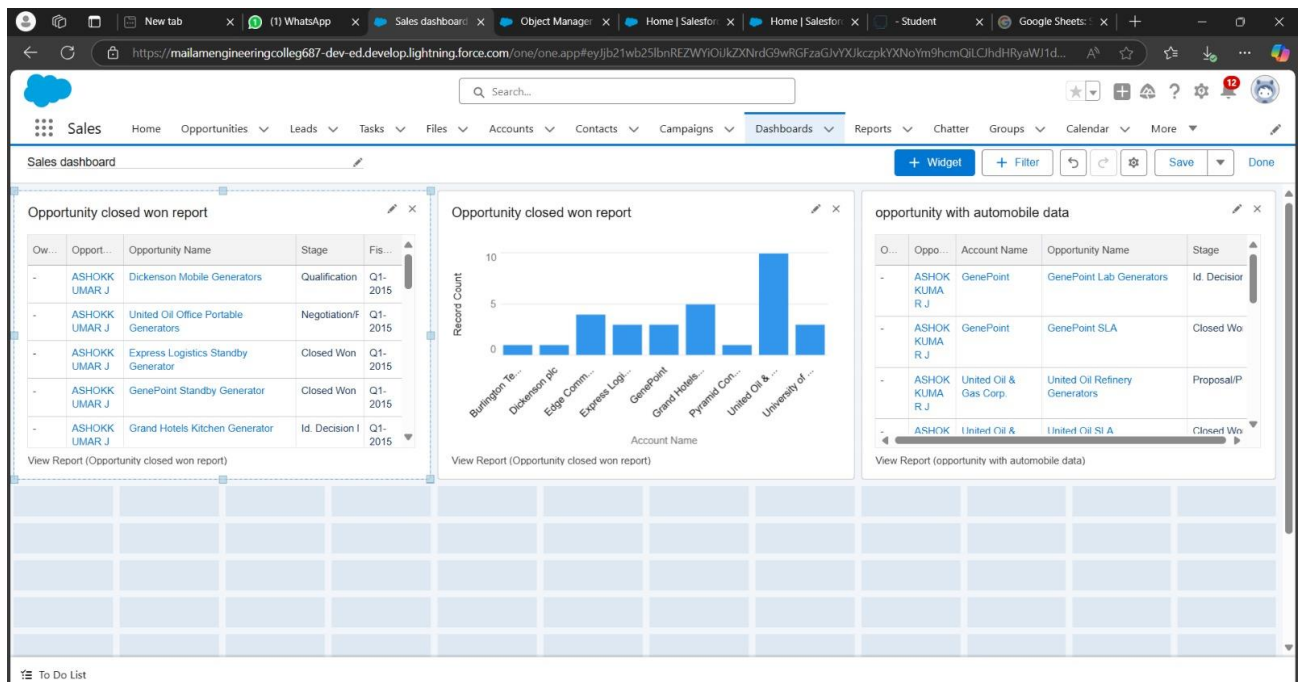 New tab
(1) WhatsApp
Sales dashboard
Object Manager
Home | Salesfor
Home | Salesfor
- Student
Google Sheets:
https://mailamengineeringcolleg687-dev-ed.develop.lightning.force.com/one/one.app#
12
Search...
Sales Home Opportunities Leads Tasks Files Accounts Contacts Campaigns Dashboards Reports Chatter Groups Calendar More
Sales dashboard
+ Widget + Filter Save Done
Opportunity closed won report
Ow... Opport... Opportunity Name Stage Fis...
- ASHOKK Dickenson Mobile Generators Qualification Q1-
UMAR J 2015
- ASHOKK United Oil Office Portable Negotiation/F Q1-
UMAR J Generators 2015
- ASHOKK Express Logistics Standby Closed Won Q1-
UMAR J Generator 2015
- ASHOKK GenePoint Standby Generator Closed Won Q1-
UMAR J 2015
- ASHOKK Grand Hotels Kitchen Generator Id. Decision I Q1-
UMAR J 2015
View Report (Opportunity closed won report)
Opportunity closed won report
10
5
0
Record Count
Burlington Te...
Dickenson plc
Edge Comm...
Express Logi...
GenePoint
Grand Hotels...
Pyramid Con...
United Oil & ...
University of ...
Account Name
View Report (Opportunity closed won report)
opportunity with automobile data
O... Oppo... Account Name Opportunity Name Stage
- ASHOK GenePoint GenePoint Lab Generators Id. Decision
KUMA
R J
- ASHOK GenePoint GenePoint SLA Closed Wo
KUMA
R J
- ASHOK United Oil & United Oil Refinery Proposal/P
KUMA Gas Corp. Generators
R J
- ASHOK United Oil & United Oil SLA Closed Wo
View Report (opportunity with automobile data)
To Do List